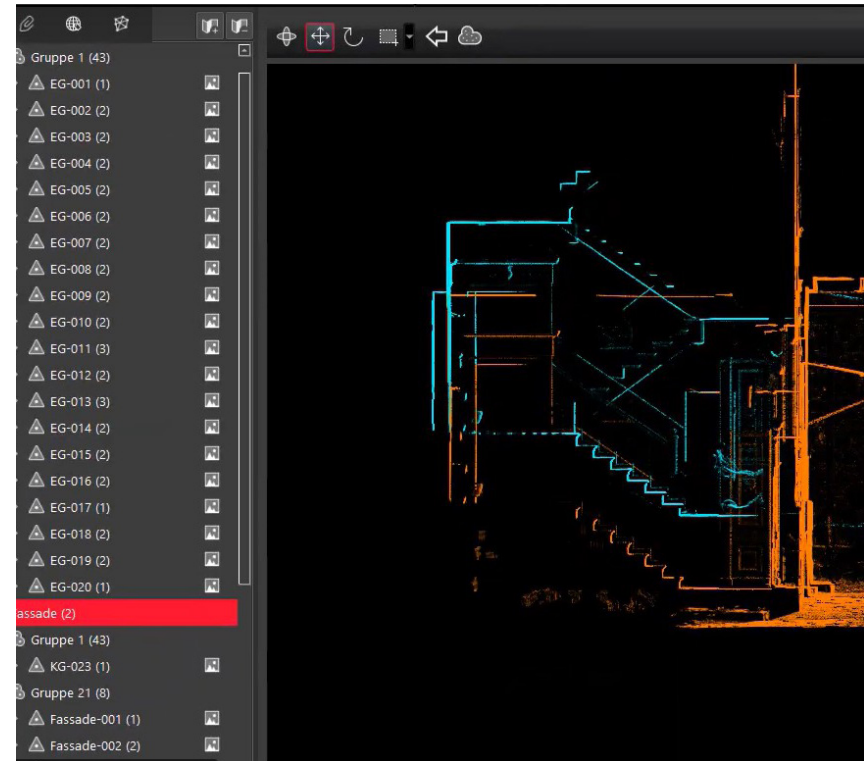 Gruppe 1 (43)
EG-001 (1)
EG-002 (2)
EG-003 (2)
EG-004 (2)
EG-005 (2)
EG-006 (2)
EG-007 (2)
EG-008 (2)
EG-009 (2)
EG-010 (2)
EG-011 (3)
EG-012 (2)
EG-013 (3)
EG-014 (2)
EG-015 (2)
EG-016 (2)
EG-017 (1)
EG-018 (2)
EG-019 (2)
EG-020 (1)
assade (2)
Gruppe 1 (43)
KG-023 (1)
Gruppe 21 (8)
Fassade-001 (1)
Fassade-002 (2)